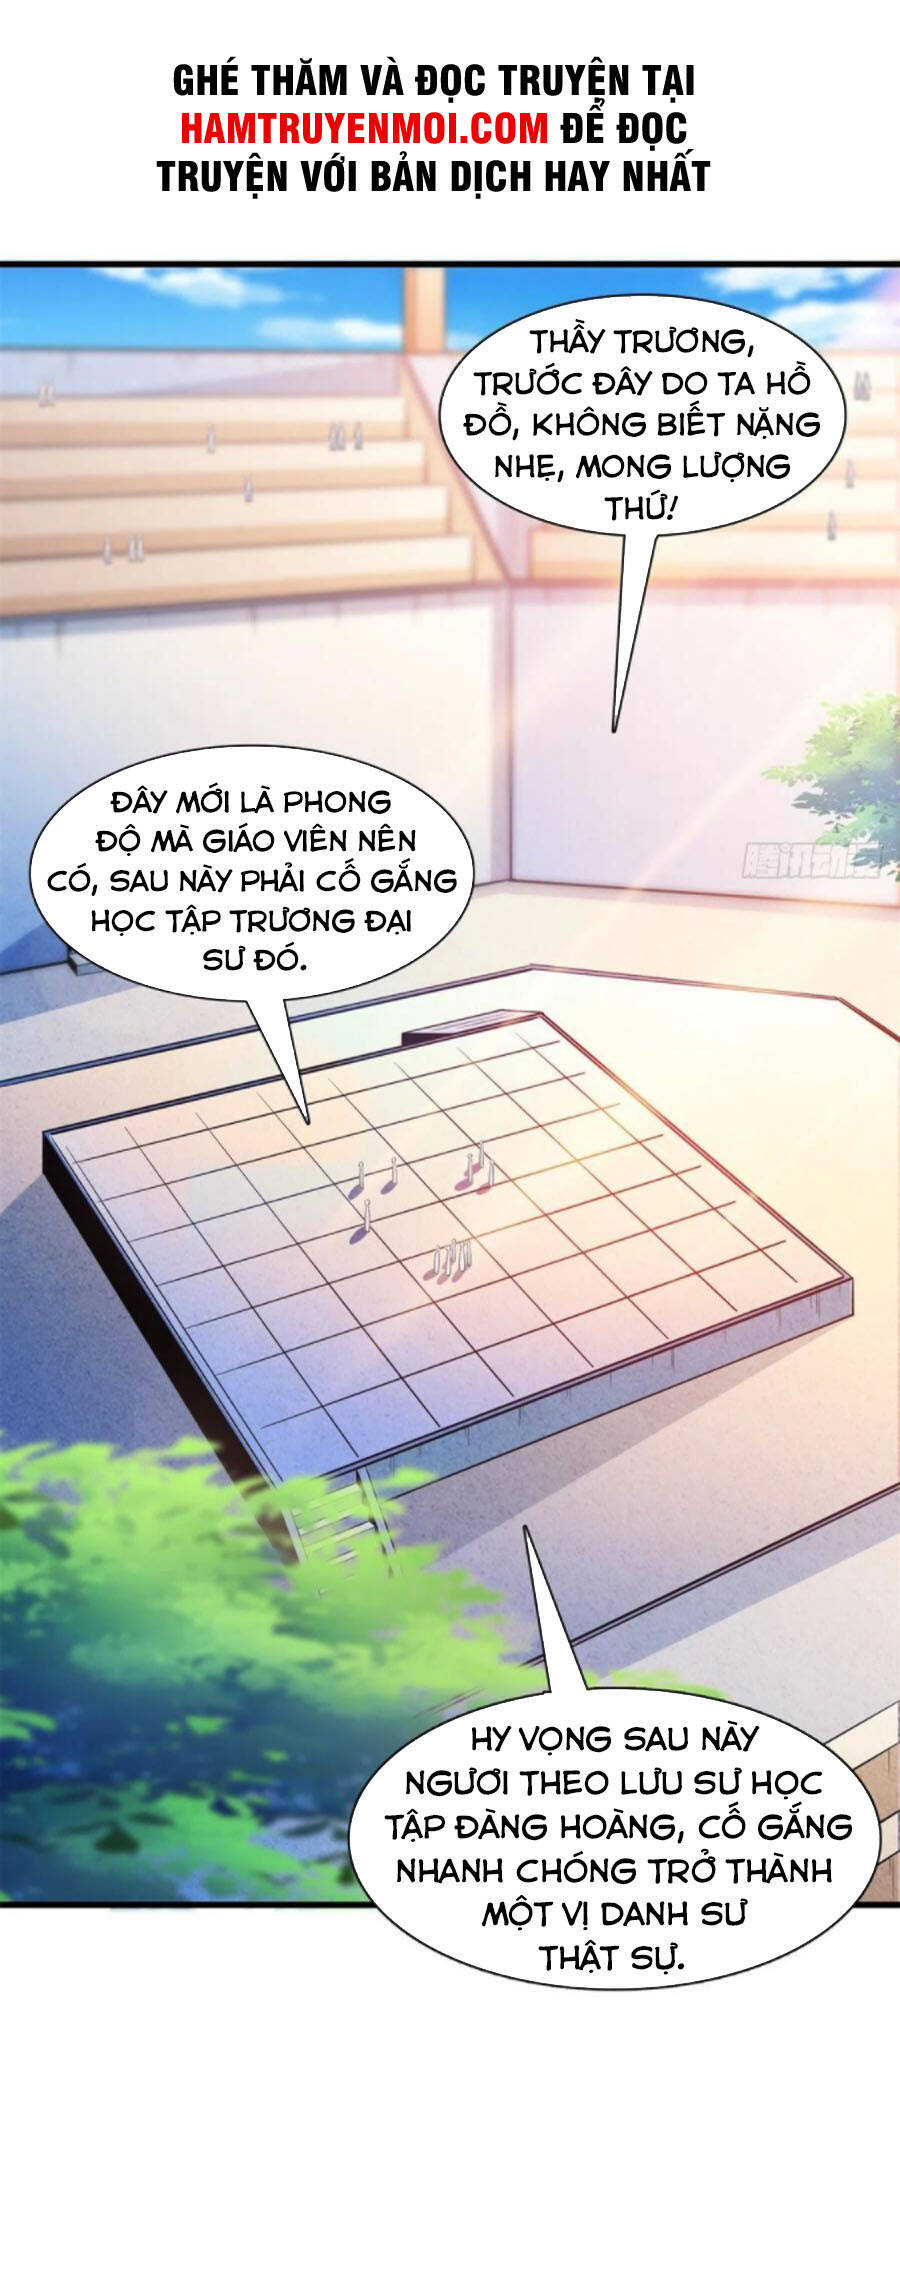 GHÉ THĂM VÀ ĐỌC TRUYỆN TẠI
HAMTRUYENMOI.COM ĐỂ ĐỌC
TRUYỆN VỚI BẢN DỊCH HAY NHẤT
THẦY TRƯƠNG,
TRƯỚC ĐÂY DO TA HỒ
ĐỒ, KHÔNG BIẾT NẶNG
NHẸ, MONG LƯỢNG
THỨ!
ĐÂY MỚI LÀ PHONG
ĐỘ MÀ GIÁO VIÊN NÊN
CÓ, SAU NÀY PHẢI CỐ GẮNG
HỌC TẬP TRƯƠNG ĐẠI
SƯ ĐÓ.
HY VỌNG SAU NÀY
NGƯƠI THEO LƯU SƯ HỌC
TẬP ĐÀNG HOÀNG, CỐ GẮNG
NHANH CHÓNG TRỞ THÀNH
MỘT VỊ DANH SƯ
THẬT SỰ.